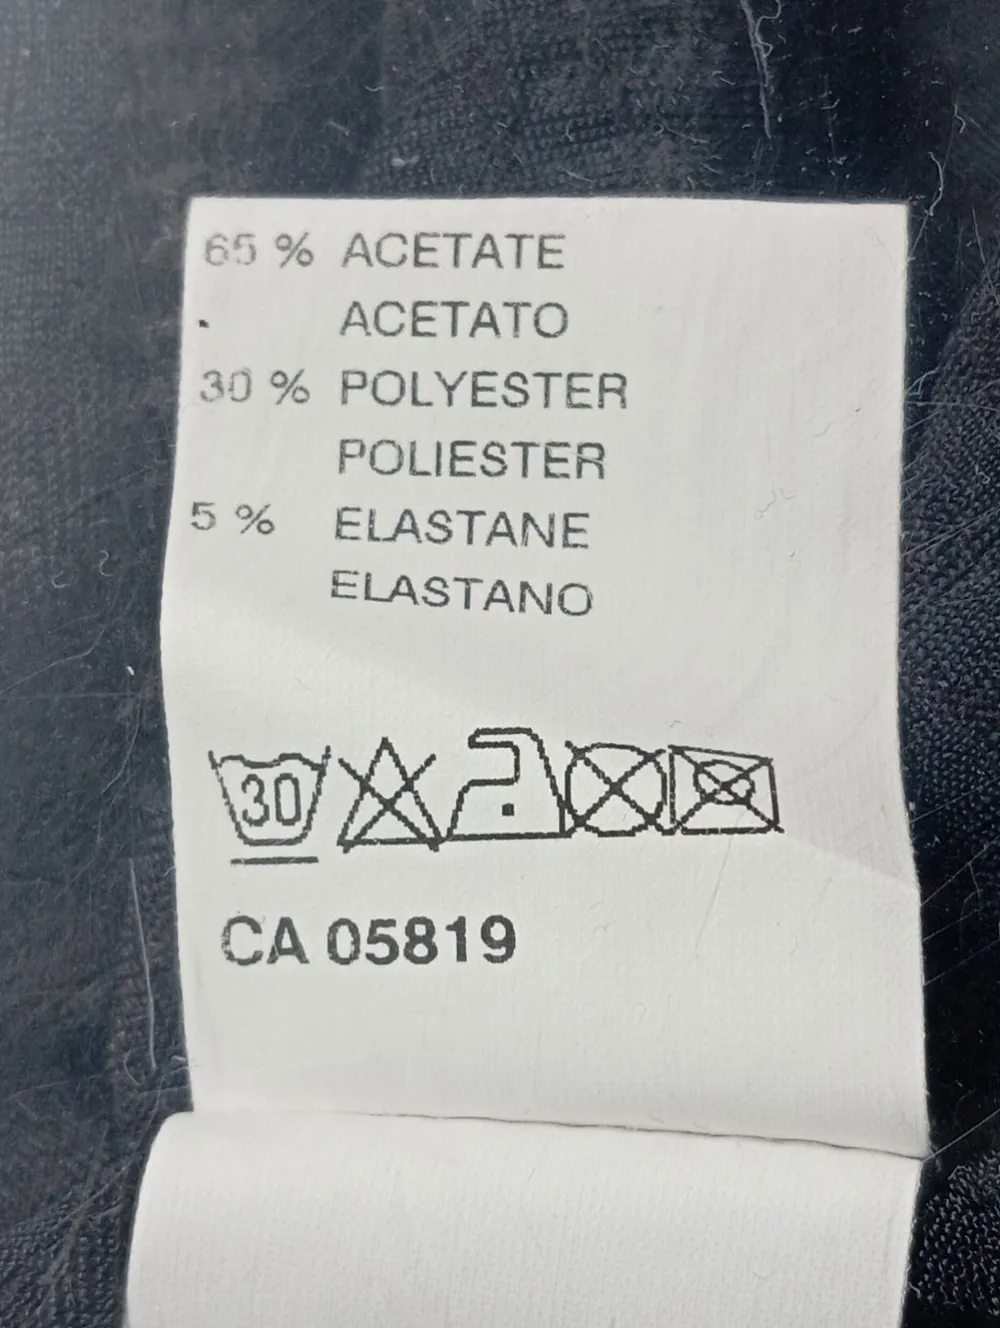 65 % ACETATE
ACETATO
30 % POLYESTER
POLIESTER
5 % ELASTANE
ELASTANO
30
CA 05819